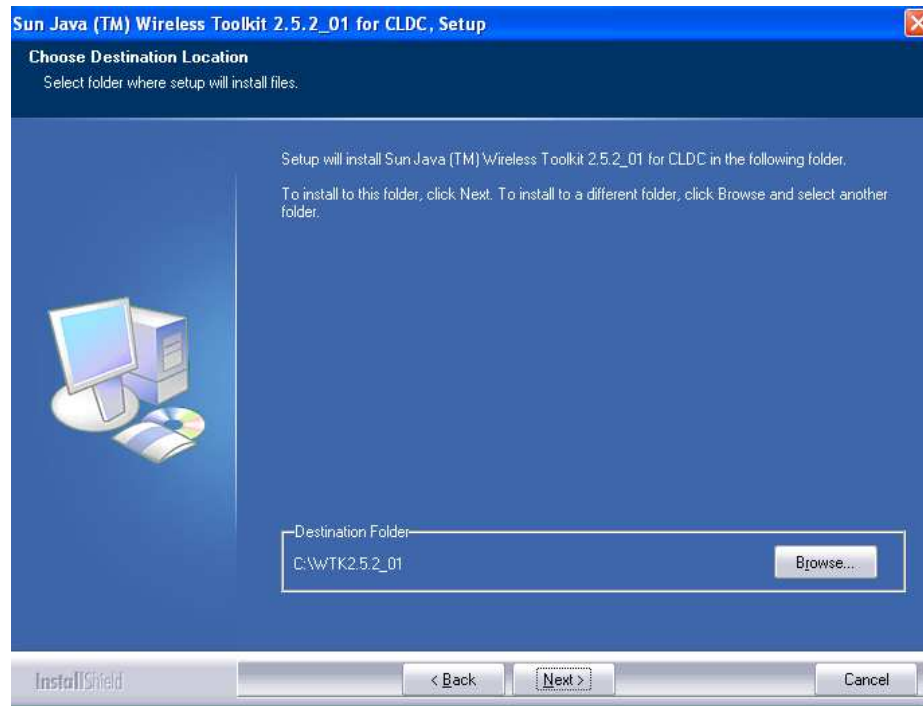 Sun Java (TM) Wireless Toolkit 2.5.2_01 for CLDC, Setup
Choose Destination Location
Select folder where setup will install files.
Setup will install Sun Java (TM) Wireless Toolkit 2.5.2_01 for CLDC in the following folder.
To install to this folder, click Next. To install to a different folder, click Browse and select another
folder.
Destination Folder
C:\WTK2.5.2_01
Browse...
InstallShield
< Back
Next >
Cancel